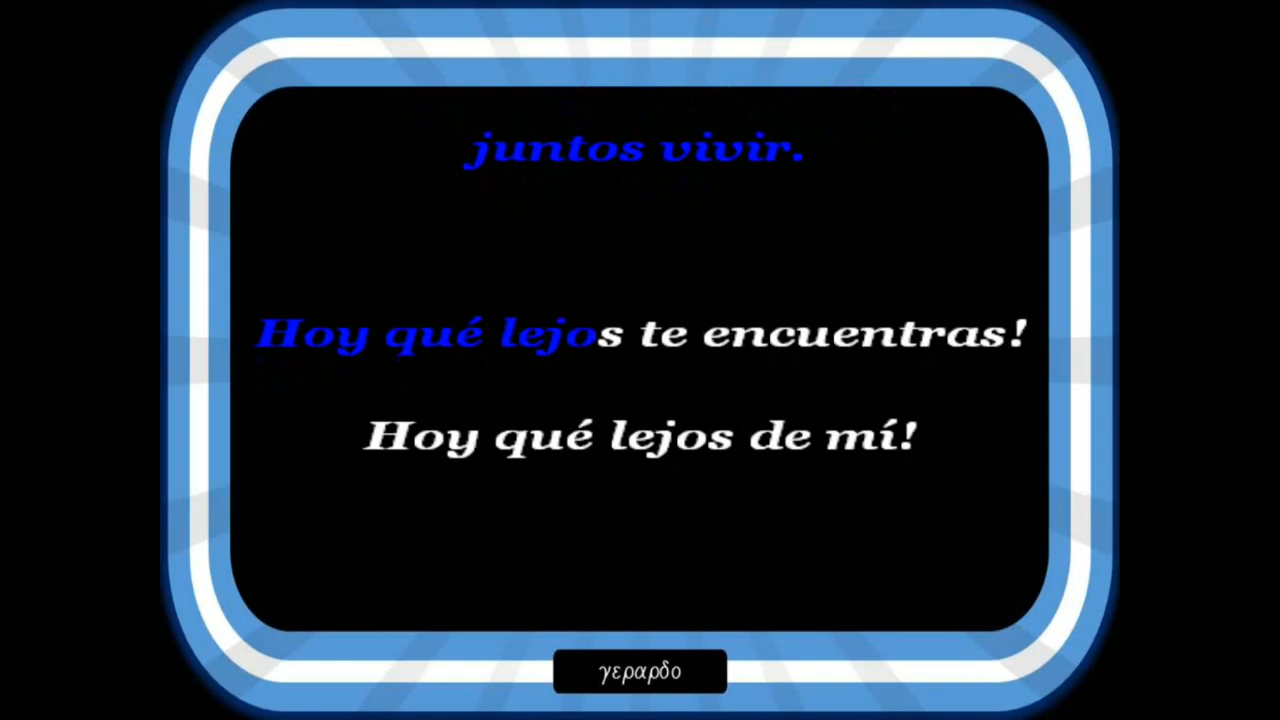 juntos vivir.
Hoy qué lejos te encuentras!
Hoy qué lejos de mí!
γεραρδο